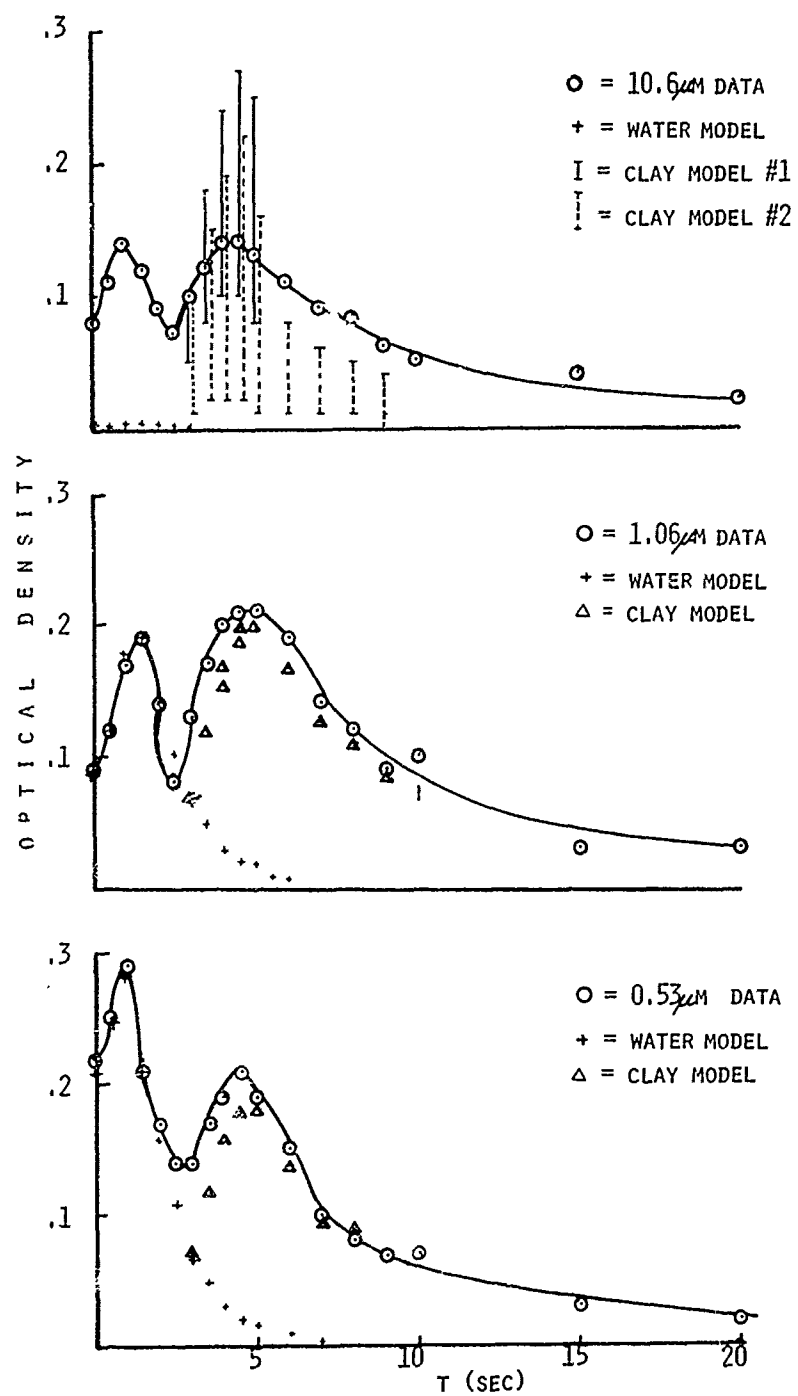 .3
.2
.1
⊙ = 10.6μM DATA
+ = WATER MODEL
I = CLAY MODEL #1
= CLAY MODEL #2
OPTICAL DENSITY
.3
.2
.1
⊙ = 1.06μM DATA
+ = WATER MODEL
△ = CLAY MODEL
.3
.2
.1
⊙ = 0.53μM DATA
+ = WATER MODEL
△ = CLAY MODEL
5 10 15 20
T (SEC)